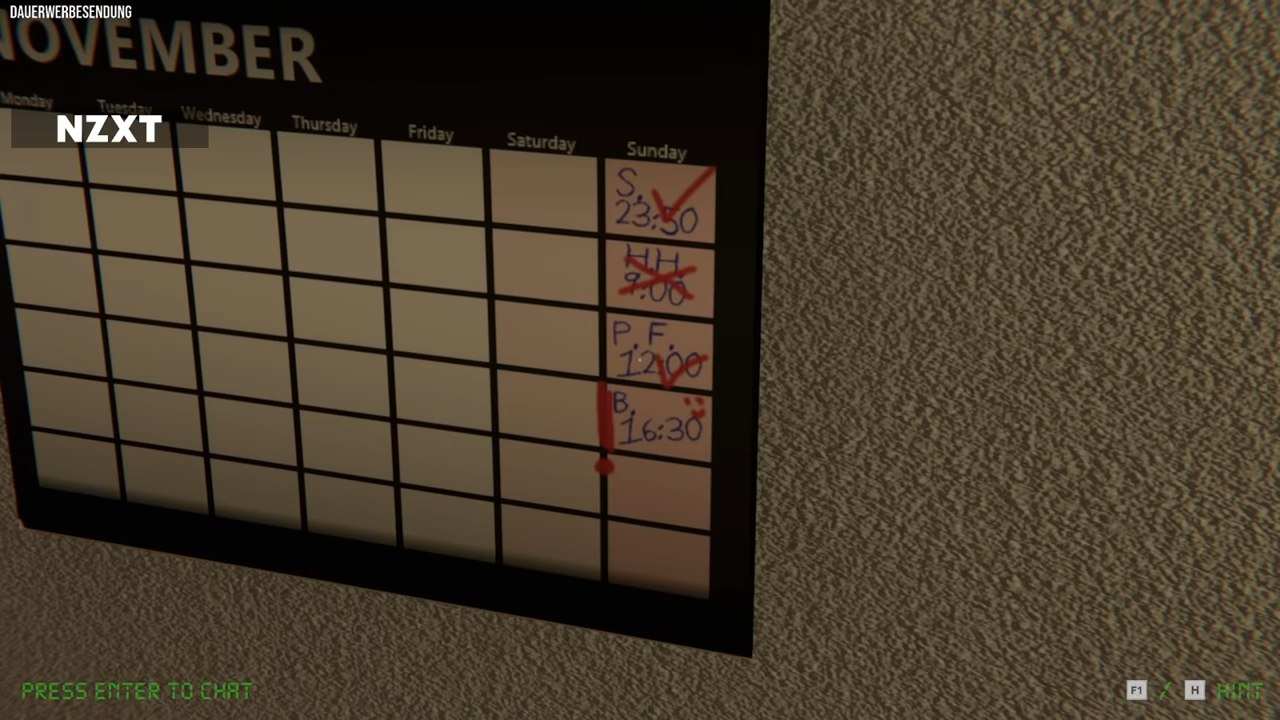 DAUERWERBESENDUNG
NOVEMBER
Monday Tuesday Wednesday Thursday Friday Saturday Sunday
NZXT
S.
23:30
HH
9:00
P. F.
12:00
B.
16:30
PRESS ENTER TO CHAT
F1 / H HINT